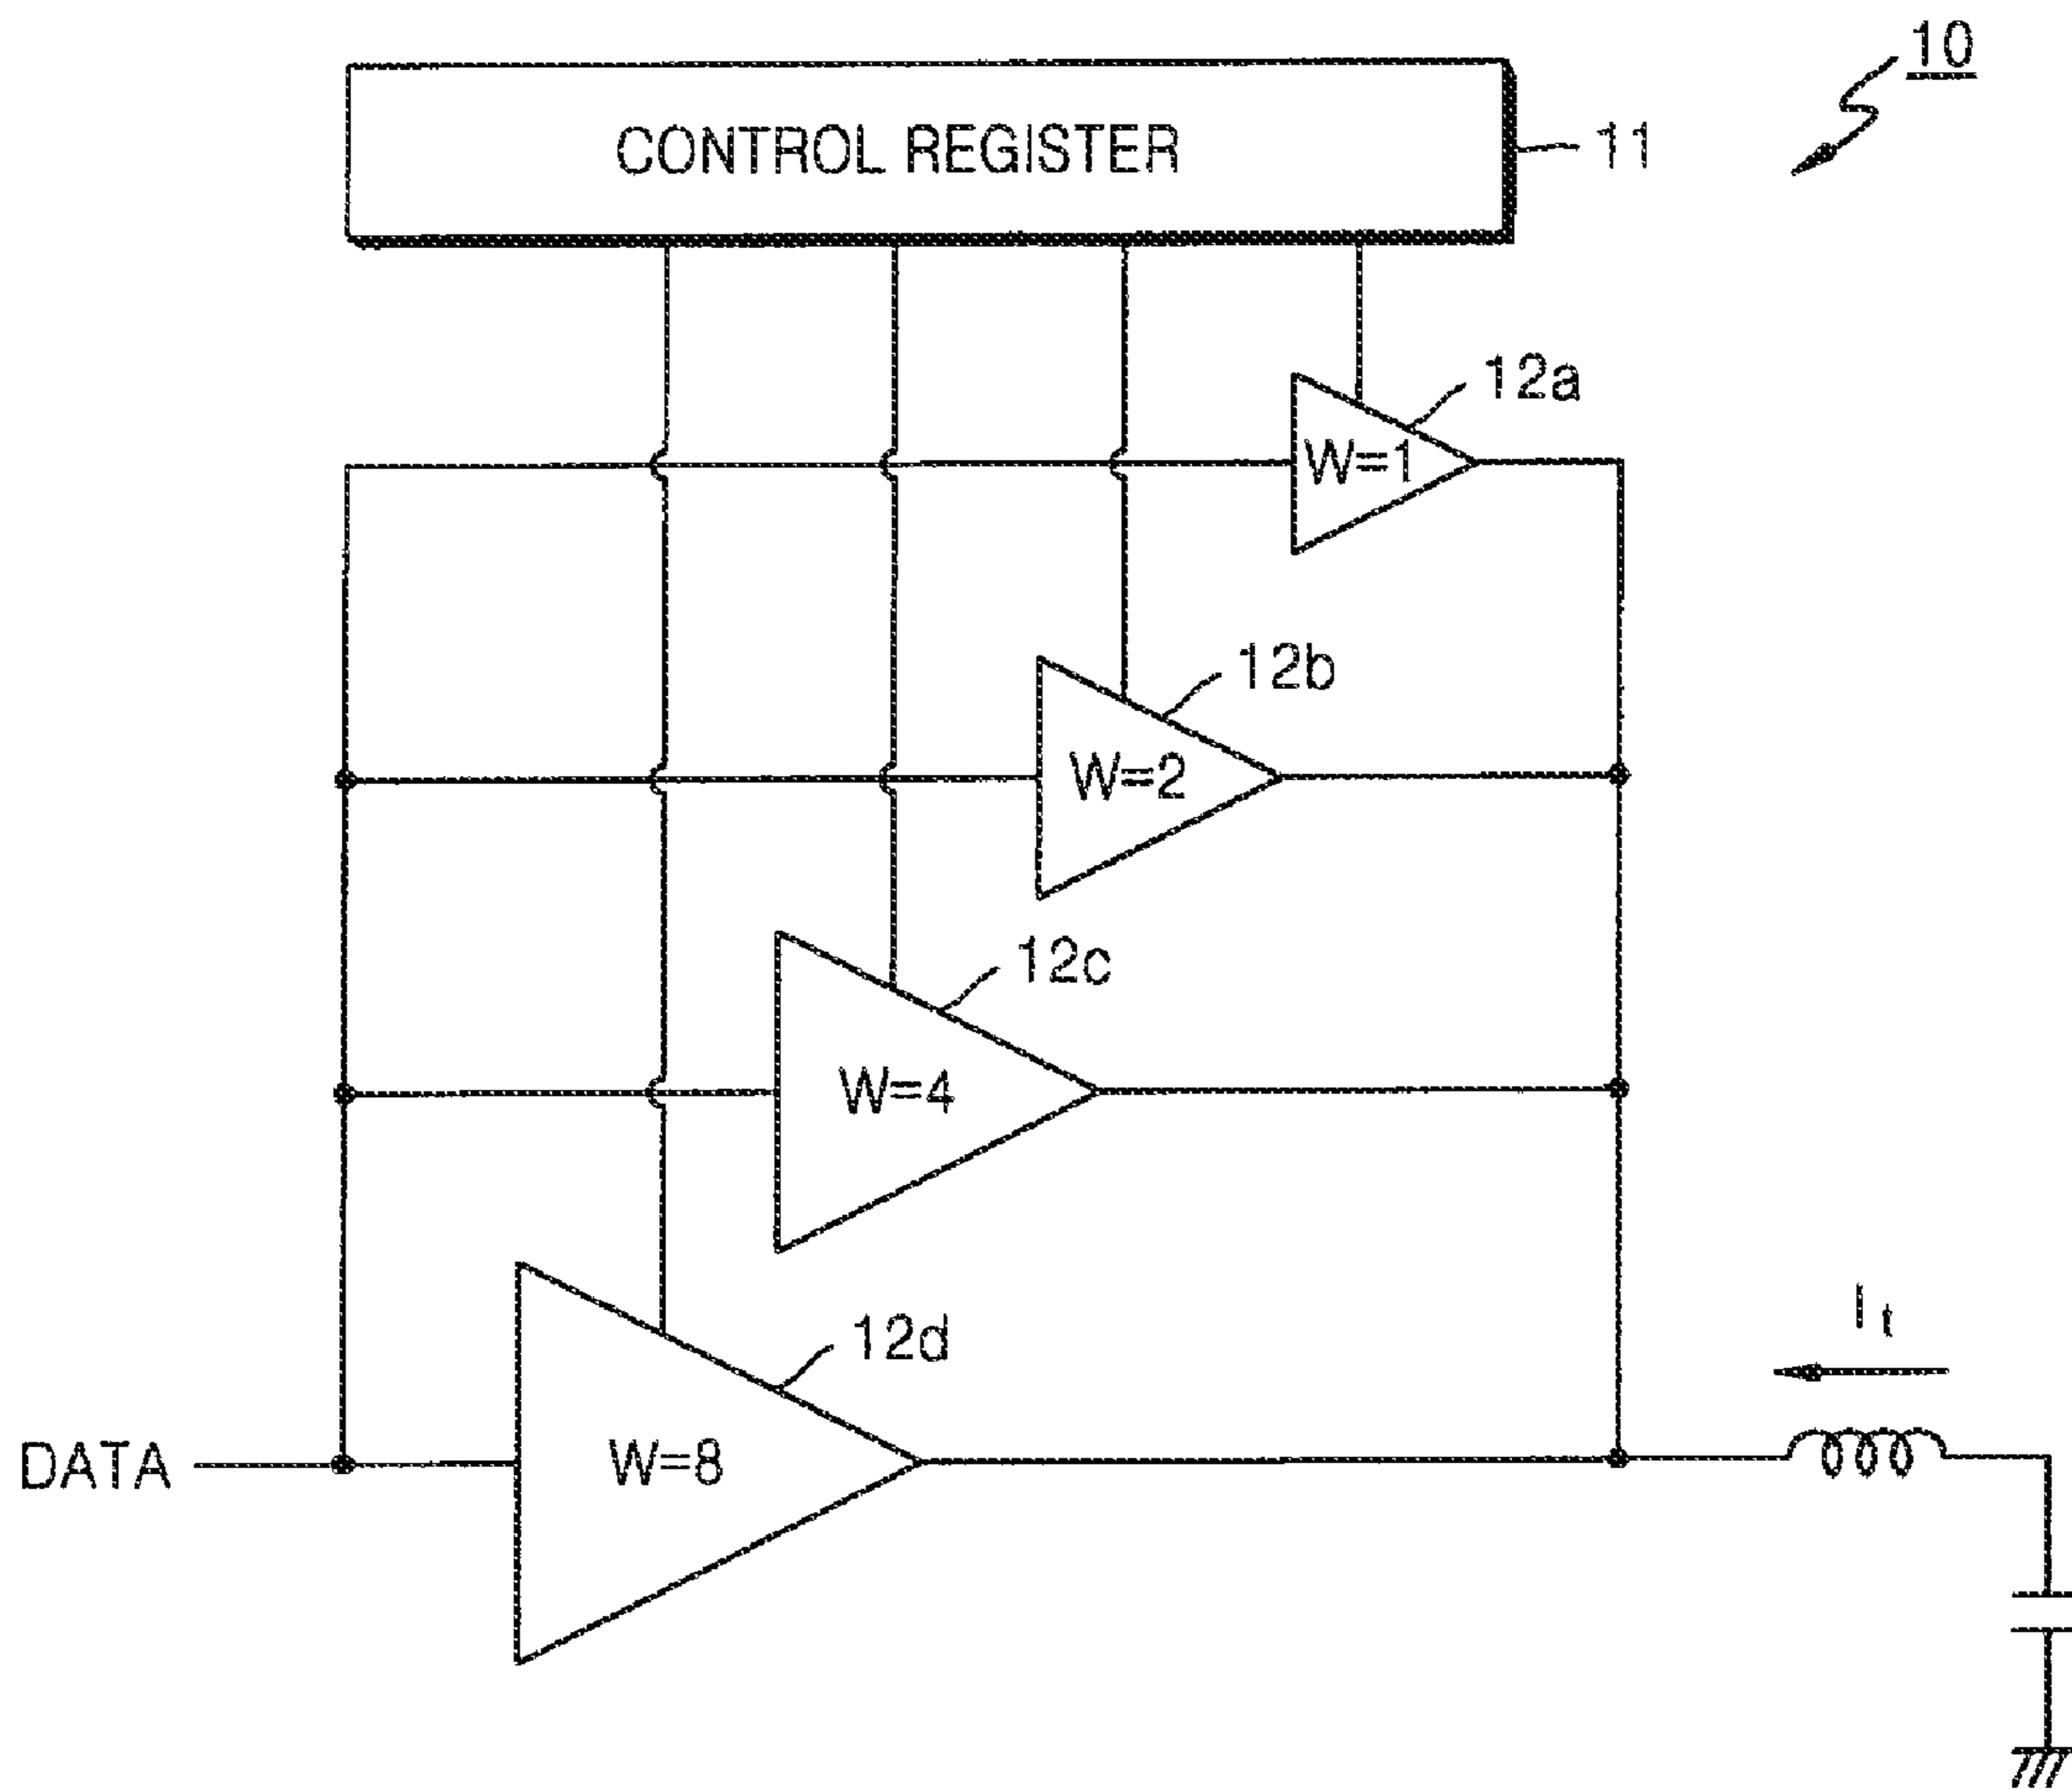 10
CONTROL REGISTER
11
12a
W=1
12b
W=2
12c
W=4
It
12d
DATA
W=8